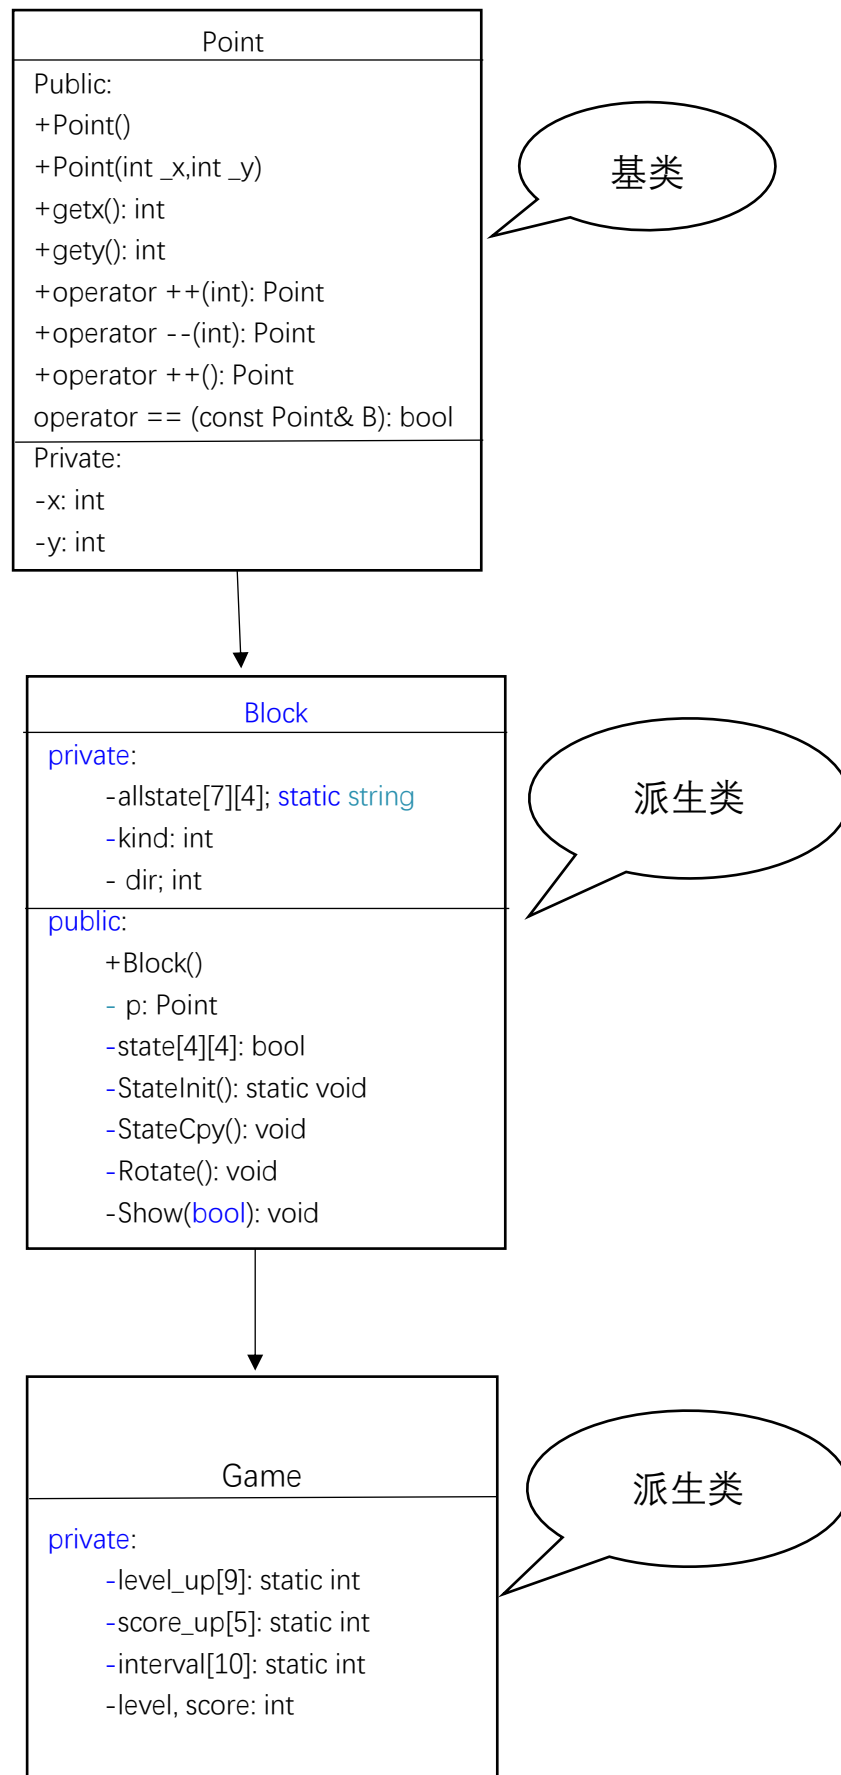 Point
Public:
+Point()
+Point(int _x,int _y)
+getx(): int
+gety(): int
+operator ++(int): Point
+operator --(int): Point
+operator ++(): Point
operator == (const Point& B): bool
Private:
-x: int
-y: int
基类
Block
private:
-allstate[7][4]; static string
-kind: int
- dir; int
public:
+Block()
- p: Point
-state[4][4]: bool
-StateInit(): static void
-StateCpy(): void
-Rotate(): void
-Show(bool): void
派生类
Game
private:
-level_up[9]: static int
-score_up[5]: static int
-interval[10]: static int
-level, score: int
派生类